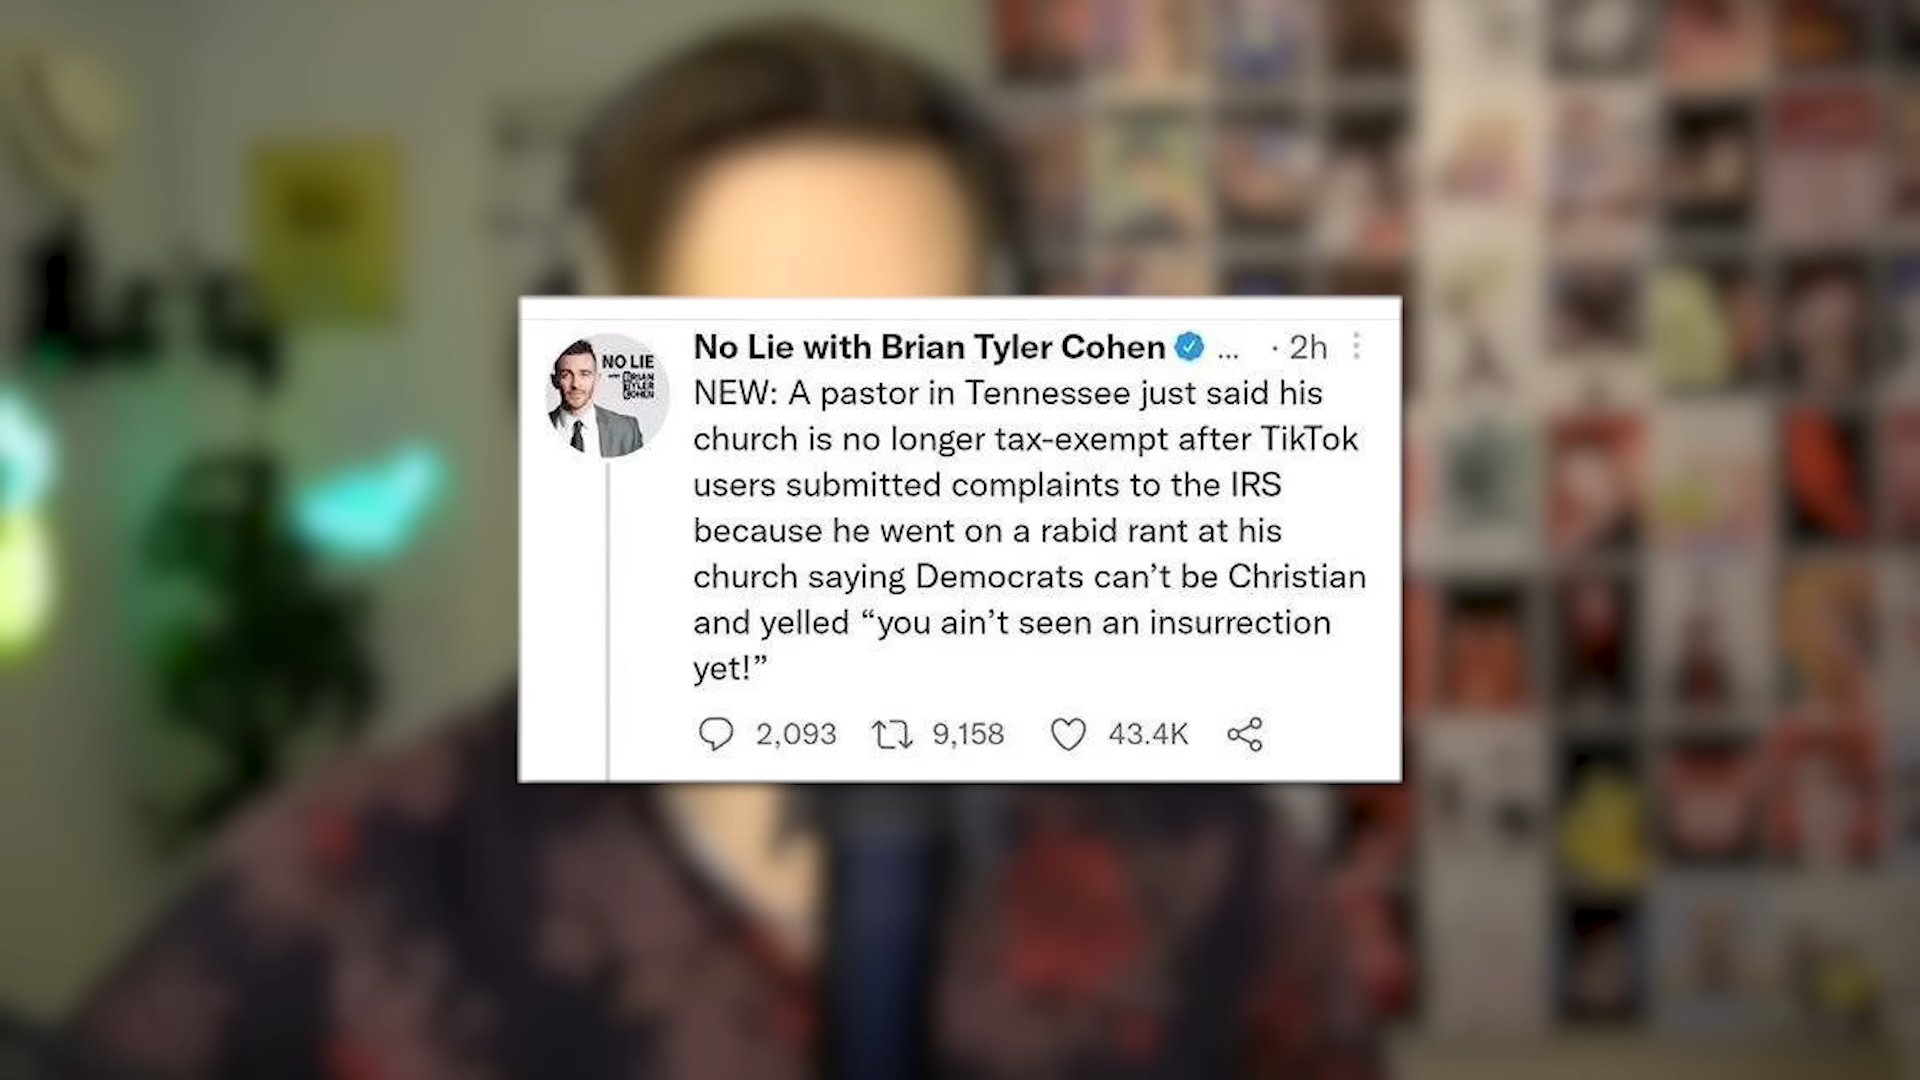 No Lie with Brian Tyler Cohen ... · 2h
NEW: A pastor in Tennessee just said his
church is no longer tax-exempt after TikTok
users submitted complaints to the IRS
because he went on a rabid rant at his
church saying Democrats can’t be Christian
and yelled “you ain’t seen an insurrection
yet!”
2,093 9,158 43.4K
NO LIE
WITH
BRIAN
TYLER
COHEN